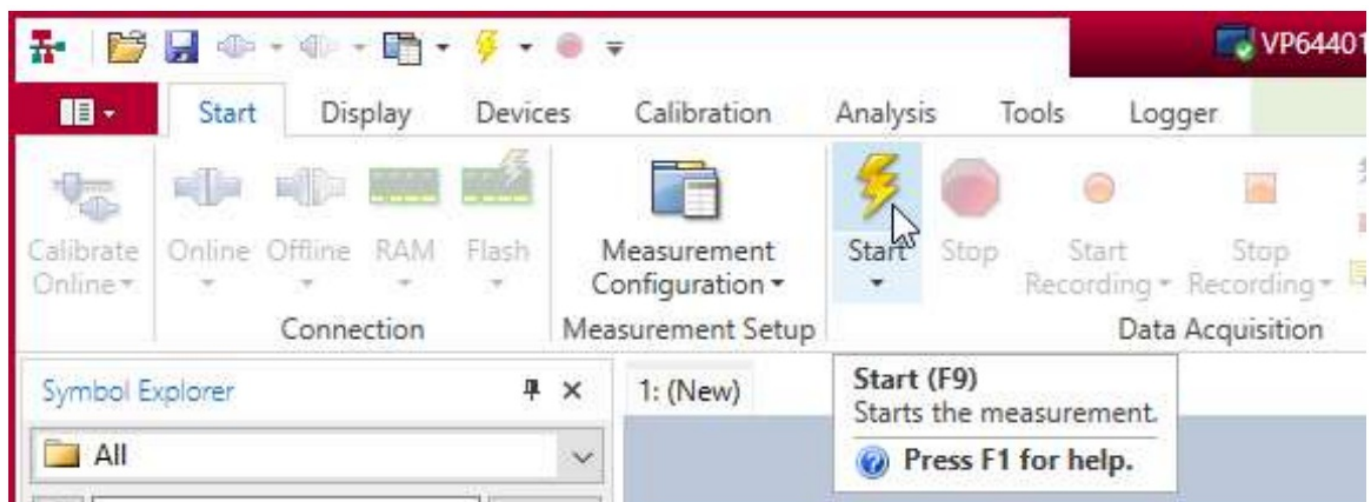 VP64401
Start Display Devices Calibration Analysis Tools Logger
Calibrate Online Offline RAM Flash Measurement Start Stop Start Stop
Online Configuration Recording Recording
Connection Measurement Setup Data Acquisition
Symbol Explorer 1: (New) Start (F9)
Starts the measurement.
All Press F1 for help.